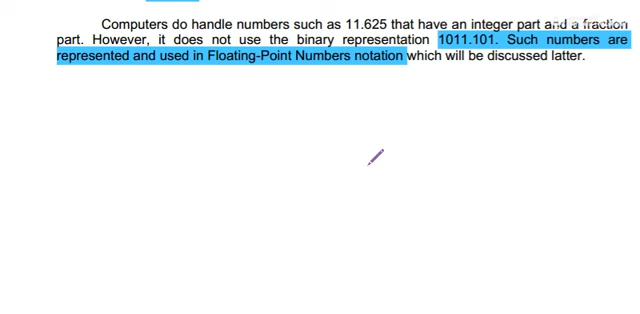 Computers do handle numbers such as 11.625 that have an integer part and a fraction
part. However, it does not use the binary representation 1011.101. Such numbers are
represented and used in Floating-Point Numbers notation which will be discussed latter.